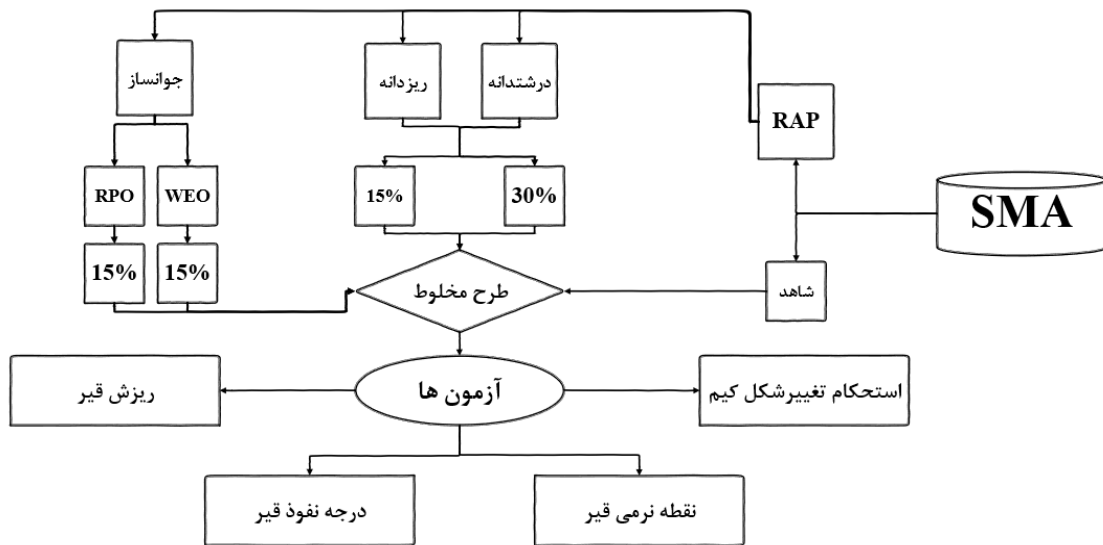 جوانساز
ریزدانه
درشتدانه
RAP
SMA
RPO
WEO
15%
30%
15%
15%
طرح مخلوط
شاهد
ریزش قیر
آزمون ها
استحکام تغییرشکل کیم
درجه نفوذ قیر
نقطه نرمی قیر